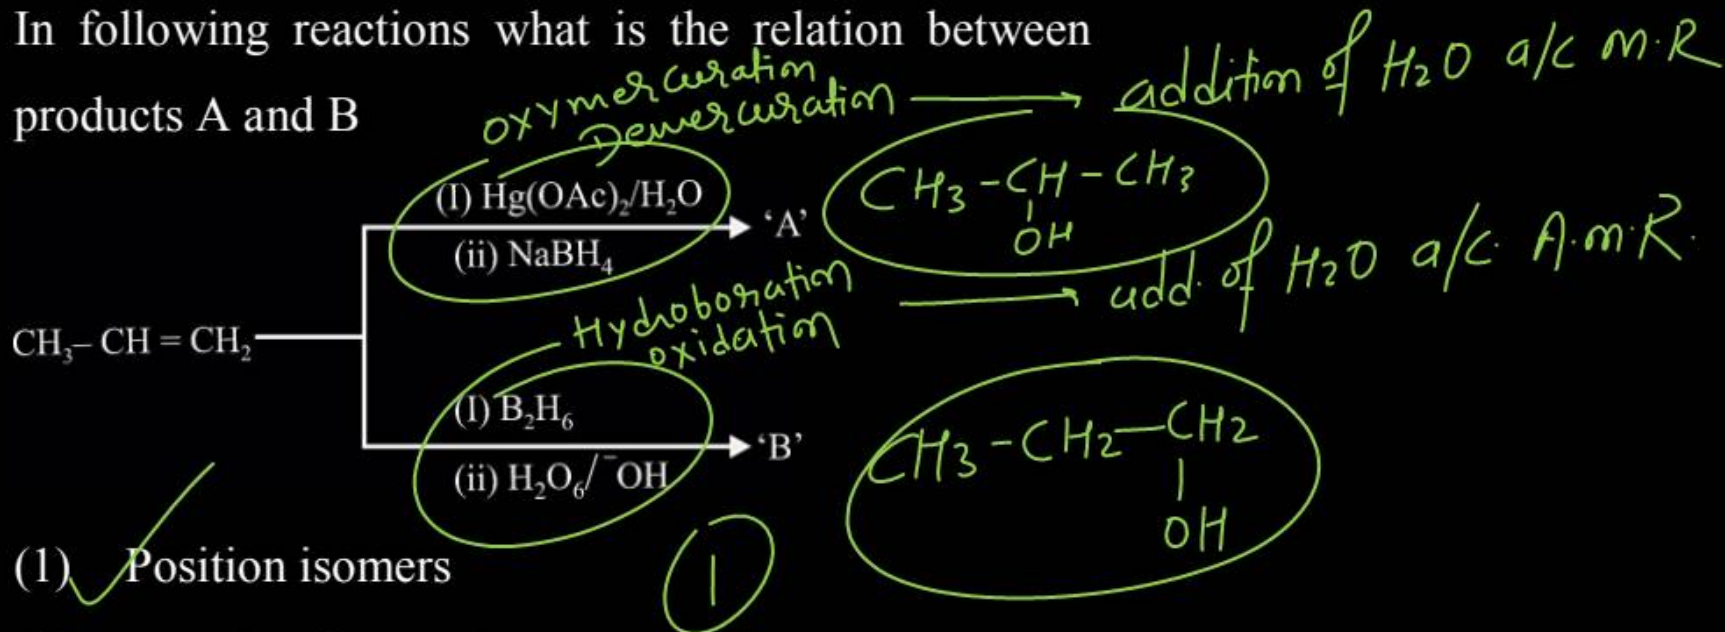 In following reactions what is the relation between
products A and B
oxymercuration
Demercuration → addition of H₂O a/c M.R
(I) Hg(OAc)₂/H₂O
(ii) NaBH₄
'A'
CH₃-CH-CH₃
OH
Hydroboration
oxidation → add. of H₂O a/c. A.m.R.
CH₃– CH = CH₂
(I) B₂H₆
(ii) H₂O₆/ ⁻OH
'B'
CH₃-CH₂-CH₂
OH
(1) Position isomers
1